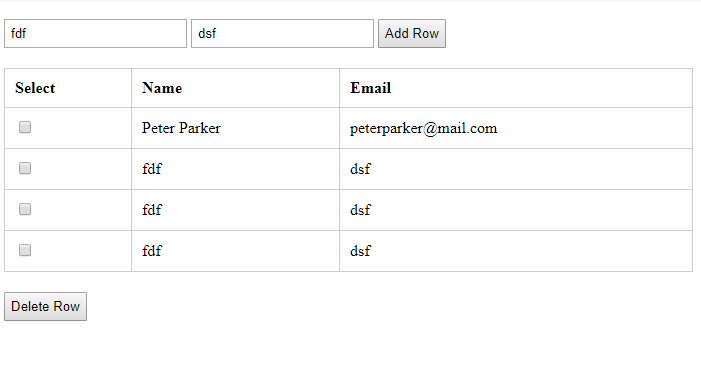 fdf dsf Add Row
Select Name Email
Peter Parker peterparker@mail.com
fdf dsf
fdf dsf
fdf dsf
Delete Row